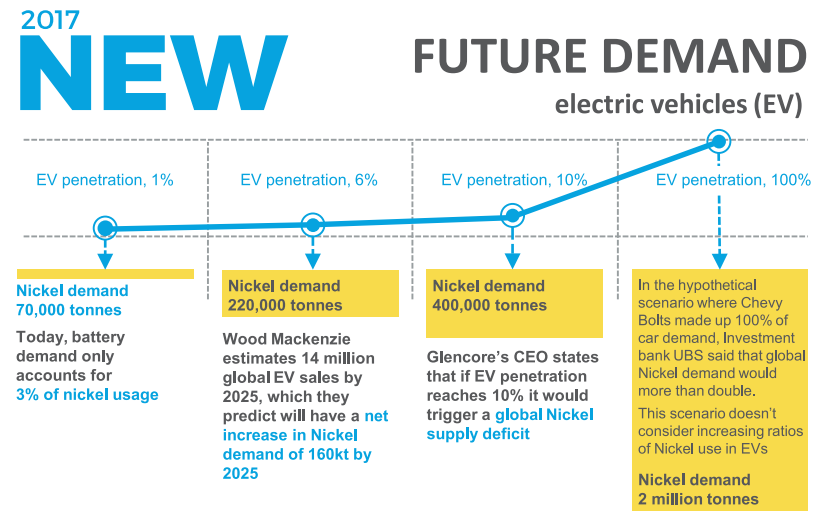 2017
NEW
FUTURE DEMAND
electric vehicles (EV)
EV penetration, 1%
EV penetration, 6%
EV penetration, 10%
EV penetration, 100%
Nickel demand
70,000 tonnes
Today, battery
demand only
accounts for
3% of nickel usage
Nickel demand
220,000 tonnes
Wood Mackenzie
estimates 14 million
global EV sales by
2025, which they
predict will have a net
increase in Nickel
demand of 160kt by
2025
Nickel demand
400,000 tonnes
Glencore's CEO states
that if EV penetration
reaches 10% it would
trigger a global Nickel
supply deficit
In the hypothetical
scenario where Chevy
Bolts made up 100% of
car demand, Investment
bank UBS said that global
Nickel demand would
more than double.
This scenario doesn't
consider increasing ratios
of Nickel use in EVs
Nickel demand
2 million tonnes